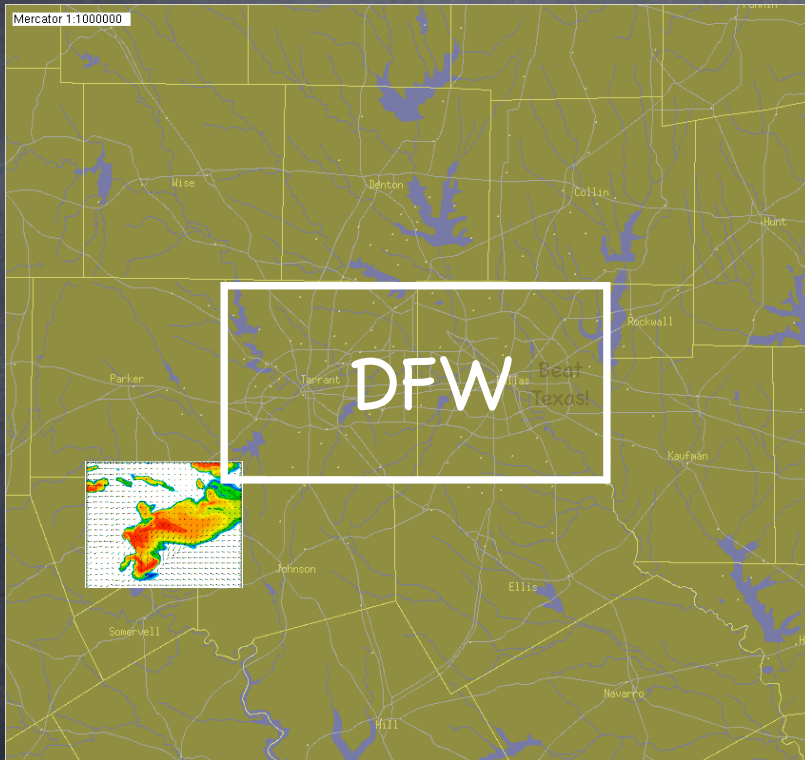 Mercator 1:1000000
Wise
Denton
Collin
Hunt
Rockwall
Parker
Tarrant
DFW
Beat
Texas!
Kaufman
Johnson
Ellis
Somervell
Navarro
Hill